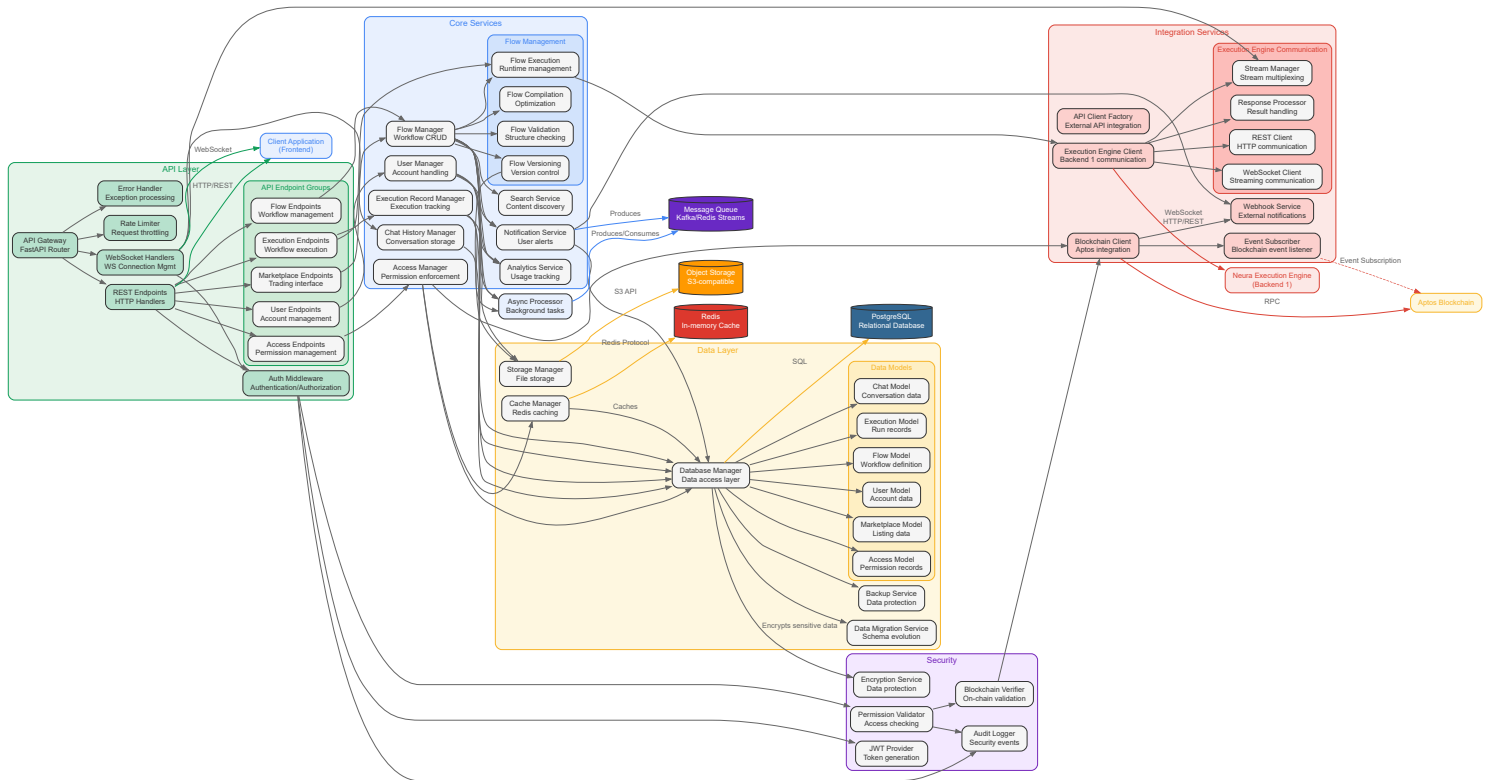 API Layer
WebSocket
HTTP/REST
Client Application
(Frontend)
Error Handler
Exception processing
Rate Limiter
Request throttling
API Gateway
FastAPI Router
WebSocket Handlers
WS Connection Mgmt
REST Endpoints
HTTP Handlers
API Endpoint Groups
Flow Endpoints
Workflow management
Execution Endpoints
Workflow execution
Marketplace Endpoints
Trading interface
User Endpoints
Account management
Access Endpoints
Permission management
Auth Middleware
Authentication/Authorization
Core Services
Flow Manager
Workflow CRUD
User Manager
Account handling
Execution Record Manager
Execution tracking
Chat History Manager
Conversation storage
Access Manager
Permission enforcement
Flow Management
Flow Execution
Runtime management
Flow Compilation
Optimization
Flow Validation
Structure checking
Flow Versioning
Version control
Search Service
Content discovery
Notification Service
User alerts
Analytics Service
Usage tracking
Async Processor
Background tasks
Produces
Produces/Consumes
Message Queue
Kafka/Redis Streams
S3 API
Object Storage
S3-compatible
Redis Protocol
Redis
In-memory Cache
PostgreSQL
Relational Database
SQL
Data Layer
Storage Manager
File storage
Cache Manager
Redis caching
Caches
Database Manager
Data access layer
Data Models
Chat Model
Conversation data
Execution Model
Run records
Flow Model
Workflow definition
User Model
Account data
Marketplace Model
Listing data
Access Model
Permission records
Backup Service
Data protection
Data Migration Service
Schema evolution
Encrypts sensitive data
Security
Encryption Service
Data protection
Permission Validator
Access checking
JWT Provider
Token generation
Blockchain Verifier
On-chain validation
Audit Logger
Security events
Integration Services
API Client Factory
External API integration
Execution Engine Client
Backend 1 communication
Blockchain Client
Aptos integration
Execution Engine Communication
Stream Manager
Stream multiplexing
Response Processor
Result handling
REST Client
HTTP communication
WebSocket Client
Streaming communication
WebSocket
HTTP/REST
Webhook Service
External notifications
Event Subscriber
Blockchain event listener
Event Subscription
Neura Execution Engine
(Backend 1)
RPC
Aptos Blockchain